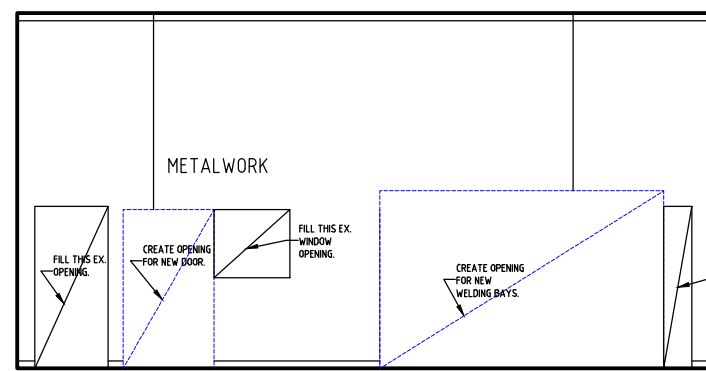 METALWORK
FILL THIS EX.
OPENING.
CREATE OPENING
FOR NEW DOOR.
FILL THIS EX.
WINDOW
OPENING.
CREATE OPENING
FOR NEW
WELDING BAYS.